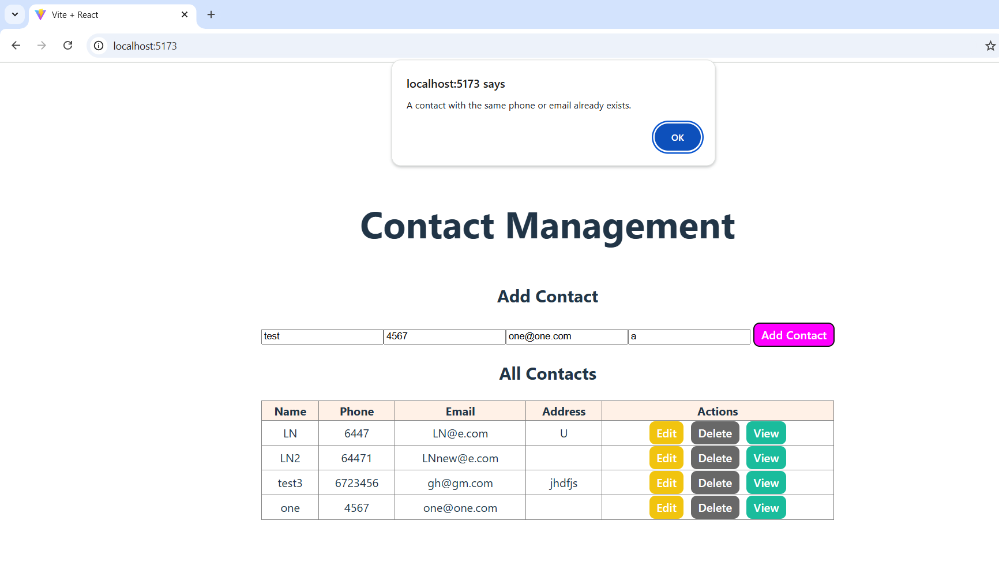 Vite + React
localhost:5173
localhost:5173 says
A contact with the same phone or email already exists.
OK
Contact Management
Add Contact
test 4567 one@one.com a Add Contact
All Contacts
Name Phone Email Address Actions
LN 6447 LN@e.com U Edit Delete View
LN2 64471 LNnew@e.com Edit Delete View
test3 6723456 gh@gm.com jhdfjs Edit Delete View
one 4567 one@one.com Edit Delete View